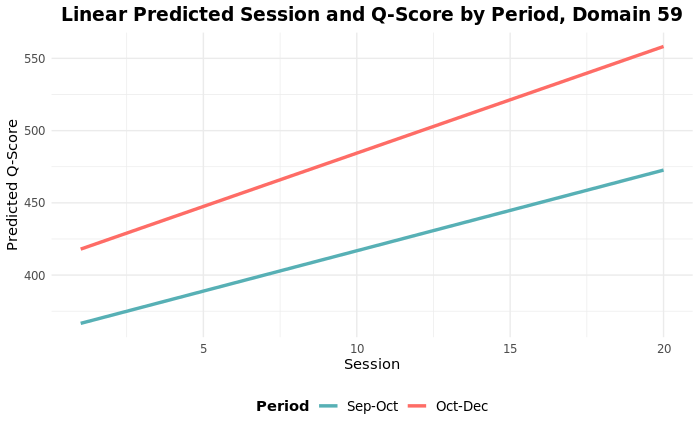 Linear Predicted Session and Q-Score by Period, Domain 59
Predicted Q-Score
550
500
450
400
5 10 15 20
Session
Period Sep-Oct Oct-Dec